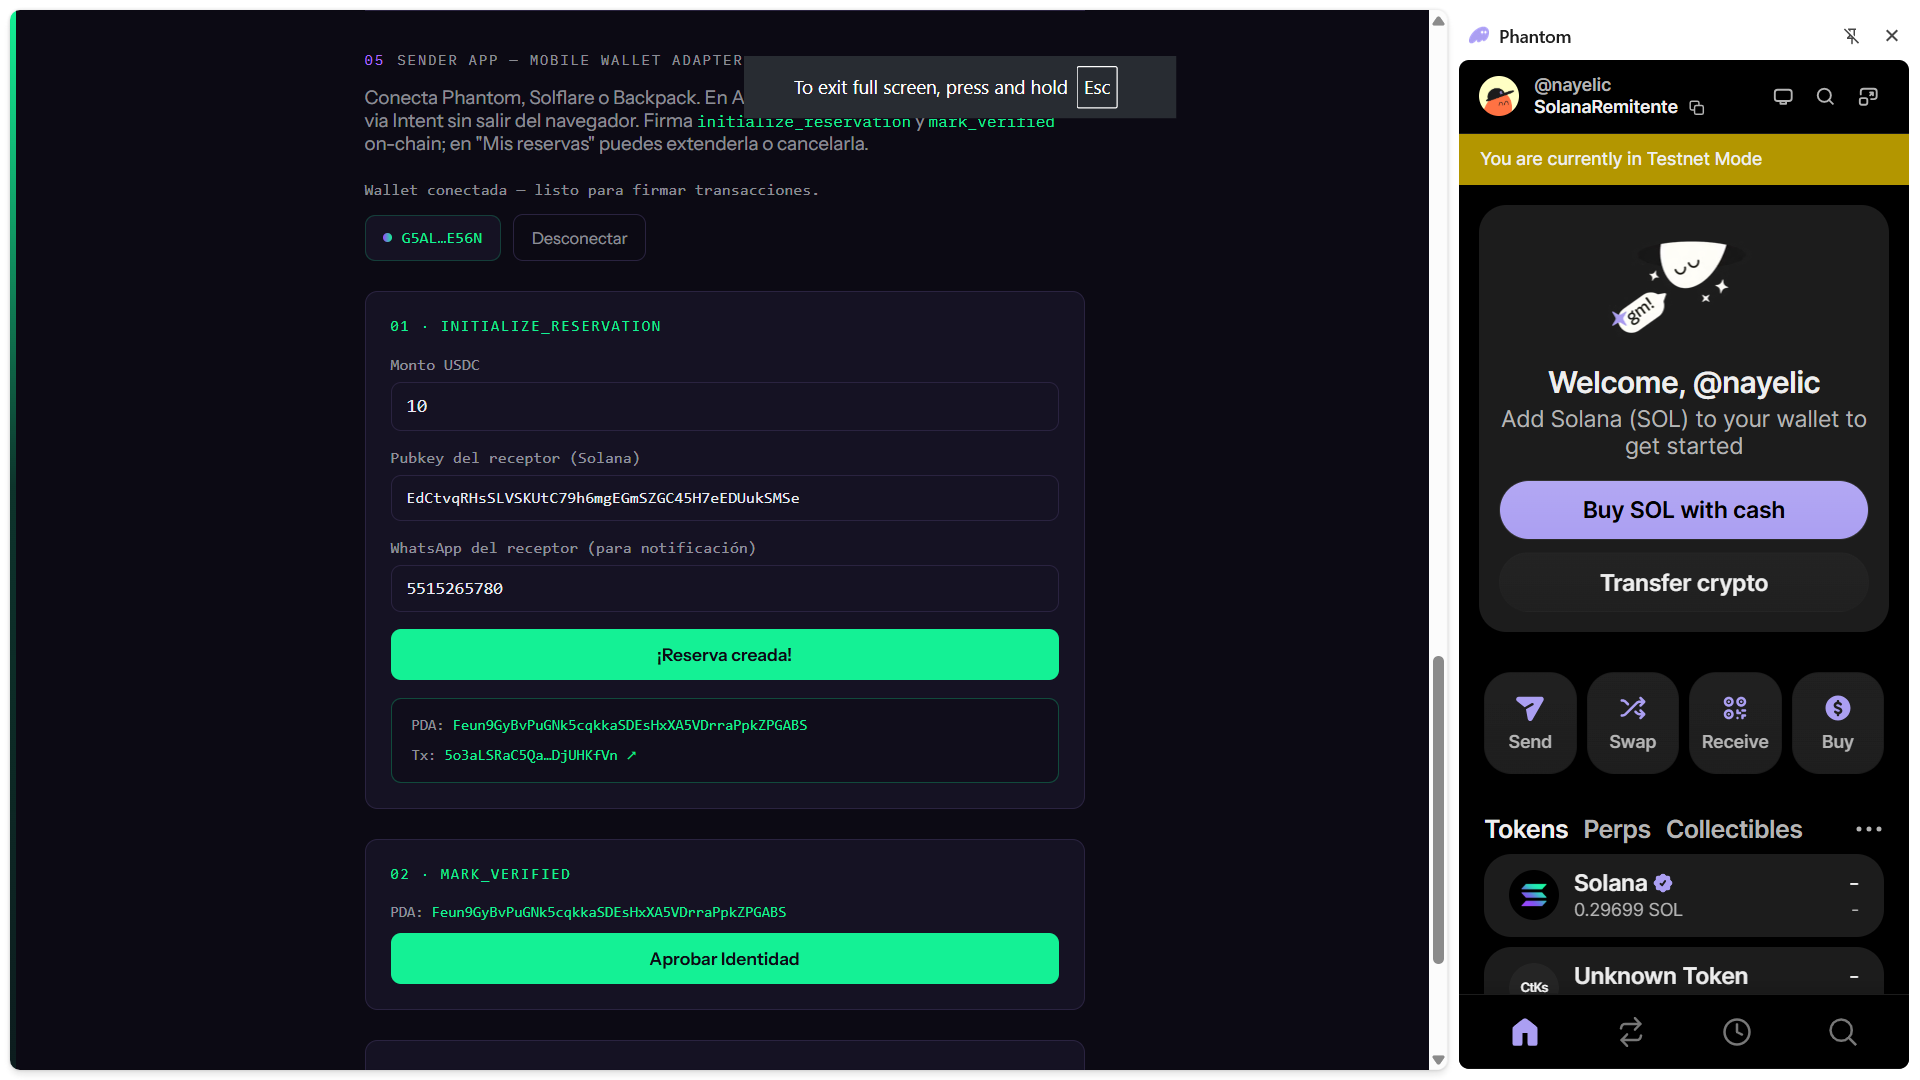 05 SENDER APP — MOBILE WALLET ADAPTER
Conecta Phantom, Solflare o Backpack. En A
via Intent sin salir del navegador. Firma initialize_reservation y mark_verified
on-chain; en "Mis reservas" puedes extenderla o cancelarla.
To exit full screen, press and hold Esc
Wallet conectada — listo para firmar transacciones.
G5AL…E56N
Desconectar
01 · INITIALIZE_RESERVATION
Monto USDC
10
Pubkey del receptor (Solana)
EdCtvqRHsSLVSKUtC79h6mgEGmSZGC45H7eEDUukSMSe
WhatsApp del receptor (para notificación)
5515265780
¡Reserva creada!
PDA: Feun9GyBvPuGNk5cqkkaSDEsHxXA5VDrraPpkZPGABS
Tx: 5o3aLSRaC5Qa…DjUHKfVn ↗
02 · MARK_VERIFIED
PDA: Feun9GyBvPuGNk5cqkkaSDEsHxXA5VDrraPpkZPGABS
Aprobar Identidad
Phantom
@nayelic
SolanaRemitente
You are currently in Testnet Mode
gm!
Welcome, @nayelic
Add Solana (SOL) to your wallet to
get started
Buy SOL with cash
Transfer crypto
Send
Swap
Receive
Buy
Tokens Perps Collectibles
Solana
-
0.29699 SOL
-
CtKs
Unknown Token
-